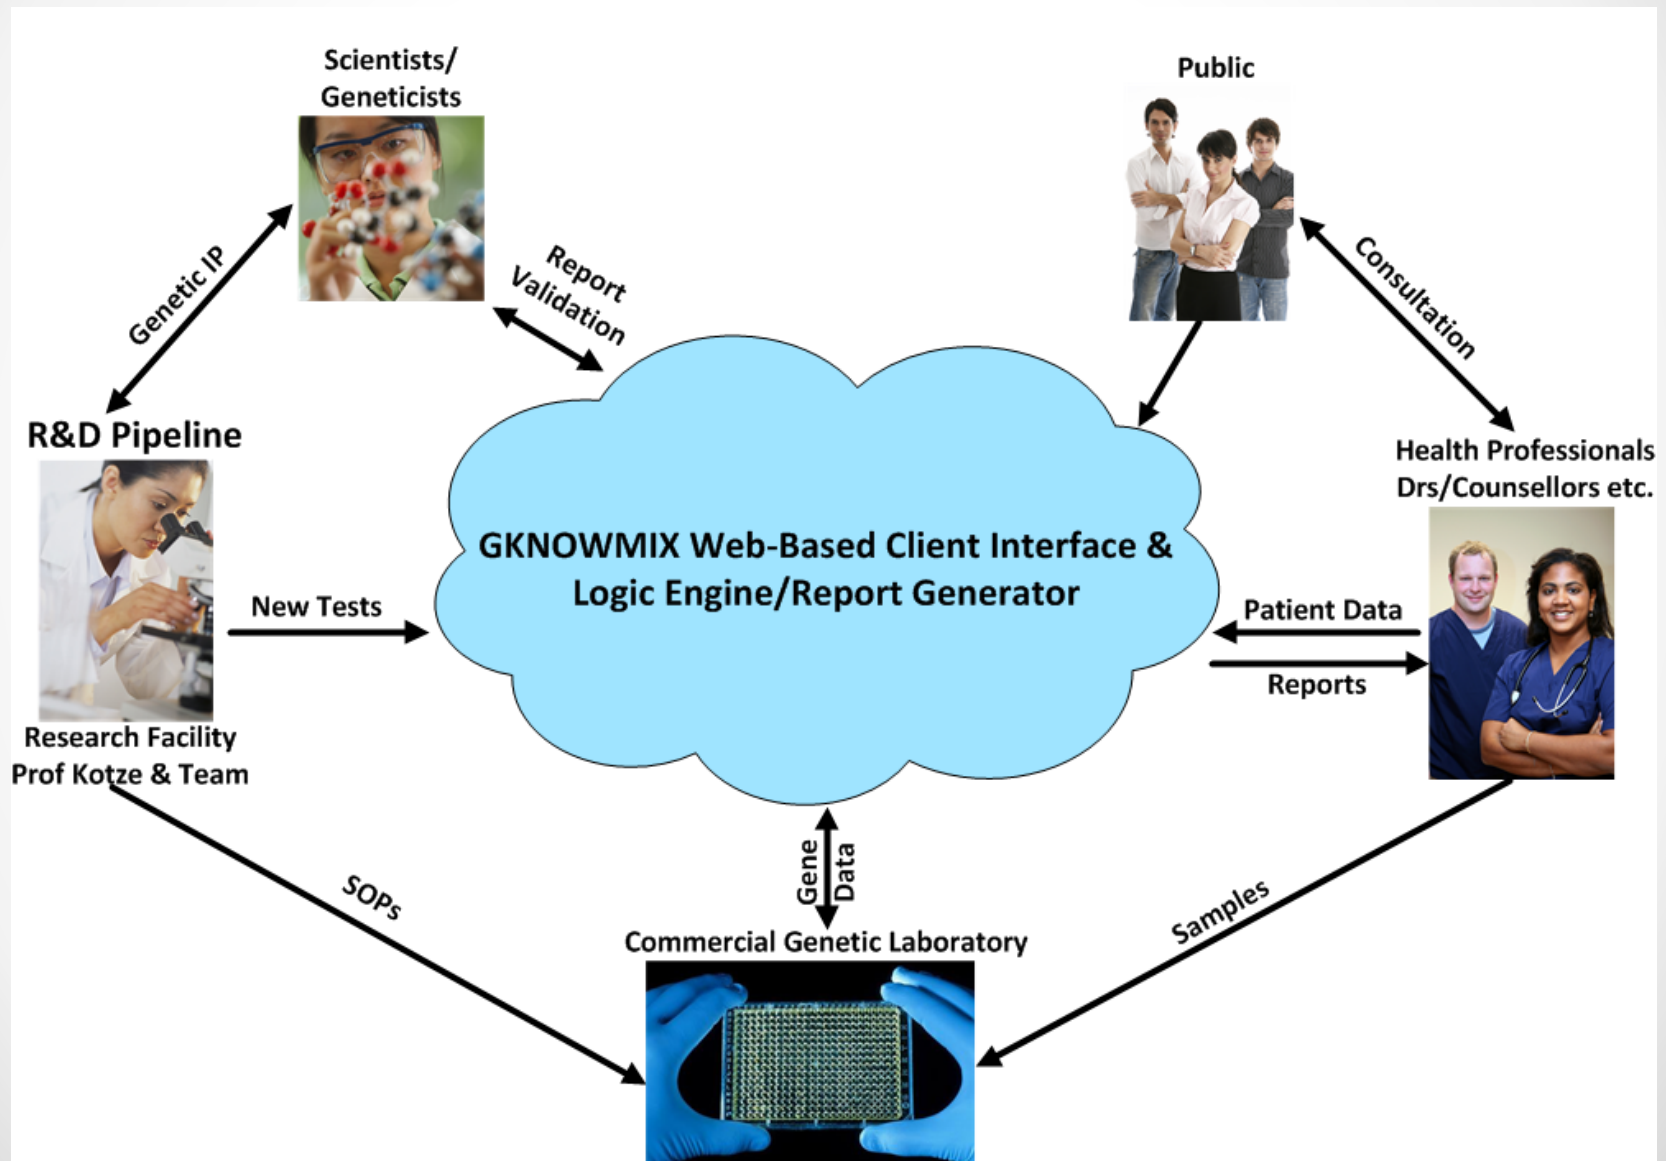 Scientists/
Geneticists
Public
Genetic IP
Report
Validation
Consultation
R&D Pipeline
Health Professionals
Drs/Counsellors etc.
GKNOWMIX Web-Based Client Interface &
Logic Engine/Report Generator
New Tests
Patient Data
Reports
Research Facility
Prof Kotze & Team
Gene
Data
SOPs
Samples
Commercial Genetic Laboratory